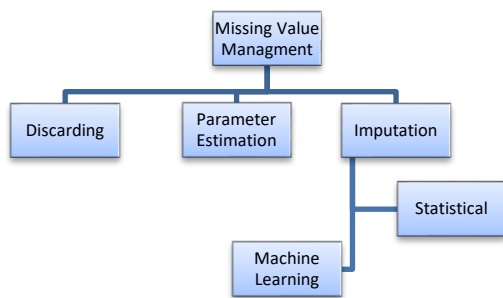 Missing Value
Managment
Discarding
Parameter
Estimation
Imputation
Statistical
Machine
Learning